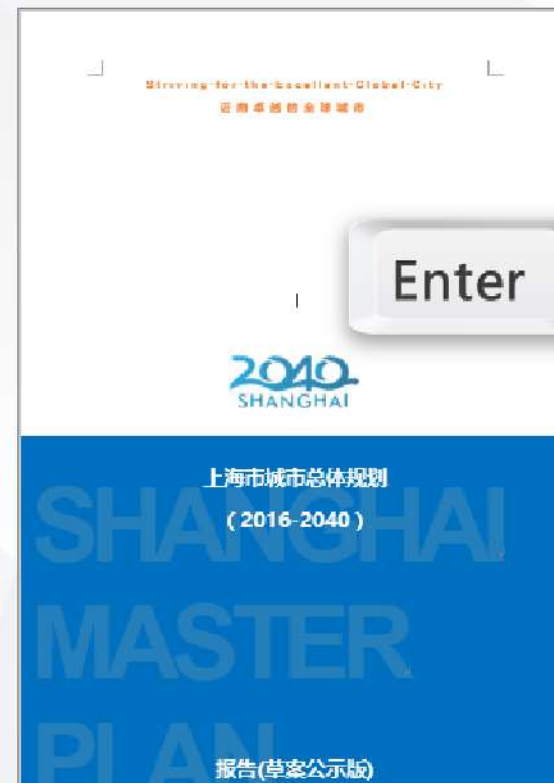 Striving for the Excellent Global City
迈向卓越的全球城市
Enter
2040
SHANGHAI
上海市城市总体规划
（2016-2040）
SHANGHAI
MASTER
PLAN
报告(草案公示版)